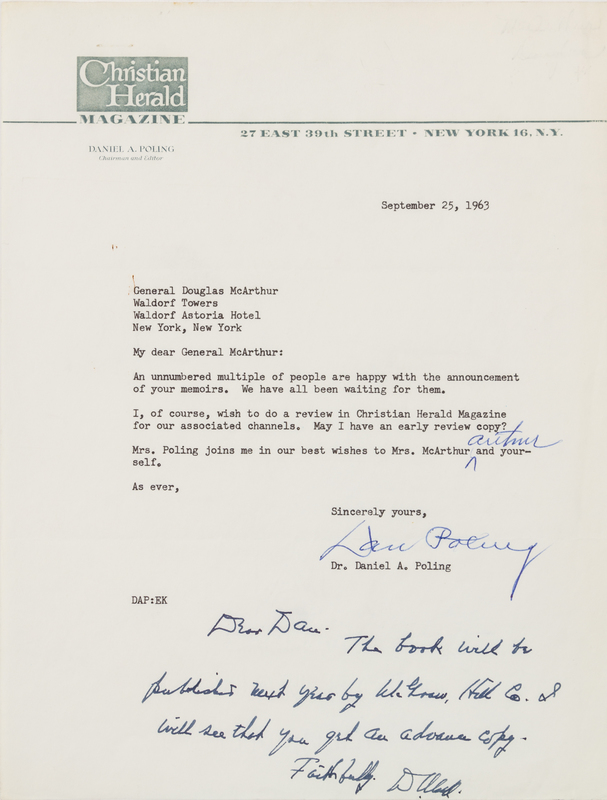 Christian
Herald
MAGAZINE
27 EAST 39th STREET • NEW YORK 16, N.Y.
DANIEL A. POLING
Chairman and Editor
September 25, 1963
General Douglas McArthur
Waldorf Towers
Waldorf Astoria Hotel
New York, New York
My dear General McArthur:
An unnumbered multiple of people are happy with the announcement
of your memoirs. We have all been waiting for them.
I, of course, wish to do a review in Christian Herald Magazine
for our associated channels. May I have an early review copy?
arthur
Mrs. Poling joins me in our best wishes to Mrs. McArthur and your-
self.
As ever,
Sincerely yours,
Dan Poling
Dr. Daniel A. Poling
DAP:EK
Dear Dan.
The book will be
published next year by McGraw, Hill Co. I
will see that you get an advance copy.
Faithfully.